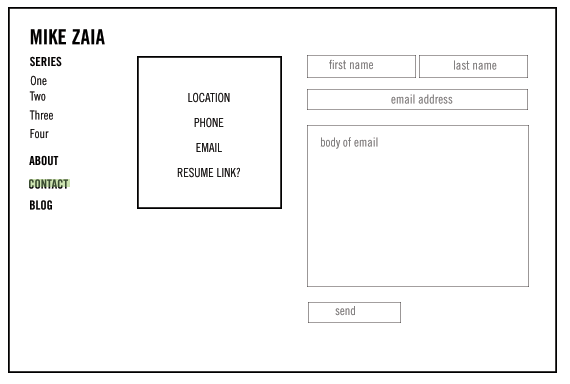 MIKE ZAIA
SERIES
One
Two
Three
Four
ABOUT
CONTACT
BLOG
LOCATION
PHONE
EMAIL
RESUME LINK?
first name
last name
email address
body of email
send